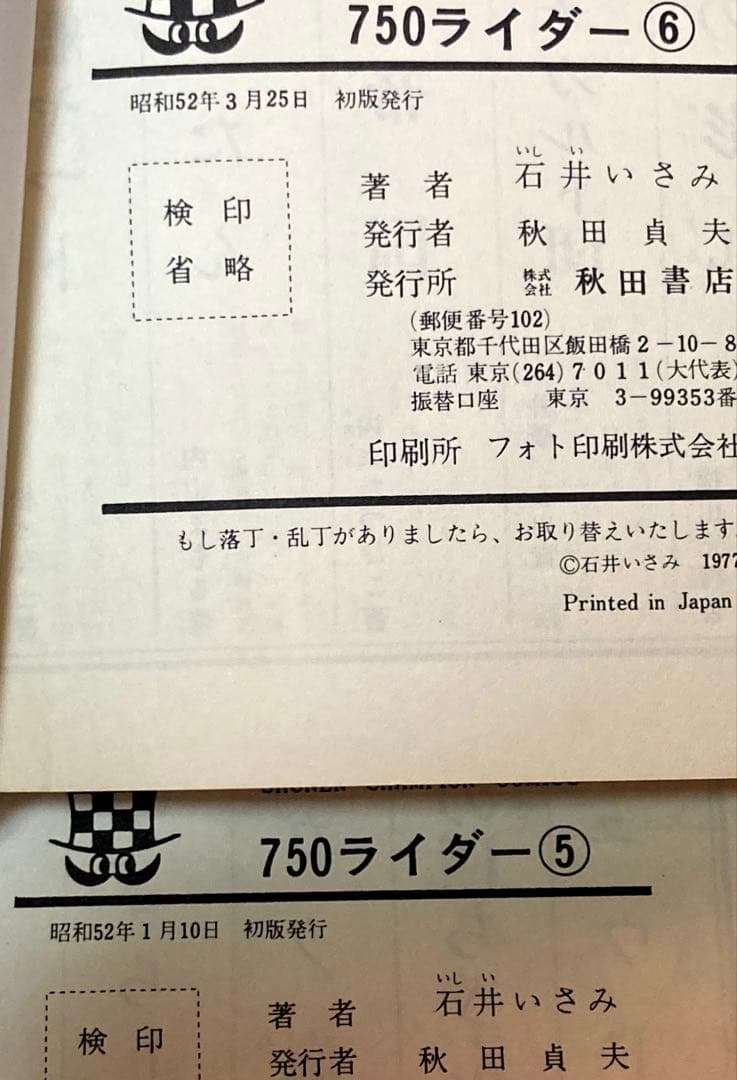 750ライダー⑥
昭和52年3月25日 初版発行
検印
省略
著者 石井いさみ
いし い
発行者 秋田貞夫
発行所 株式会社 秋田書店
(郵便番号102)
東京都千代田区飯田橋2-10-8
電話 東京(264)7011(大代表)
振替口座 東京 3-99353番
印刷所 フォト印刷株式会社
もし落丁・乱丁がありましたら、お取り替えいたします。
©石井いさみ 1977
Printed in Japan
SHONEN CHAMPION COMICS
750ライダー⑤
昭和52年1月10日 初版発行
検印
いし い
著者 石井いさみ
発行者 秋田貞夫